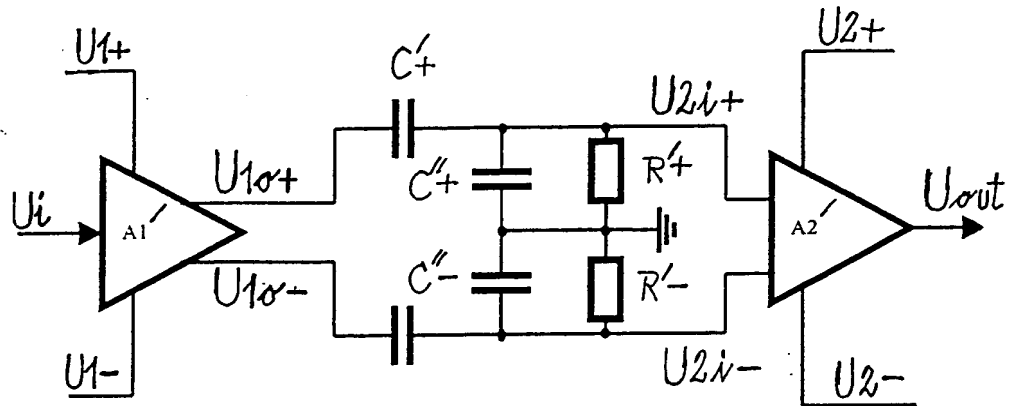 U1+
C'+
U2+
U2i+
U1o+
C"+
R'+
Ui
A1
A2
Uout
U1o-
C"-
R'-
U1-
U2i-
U2-